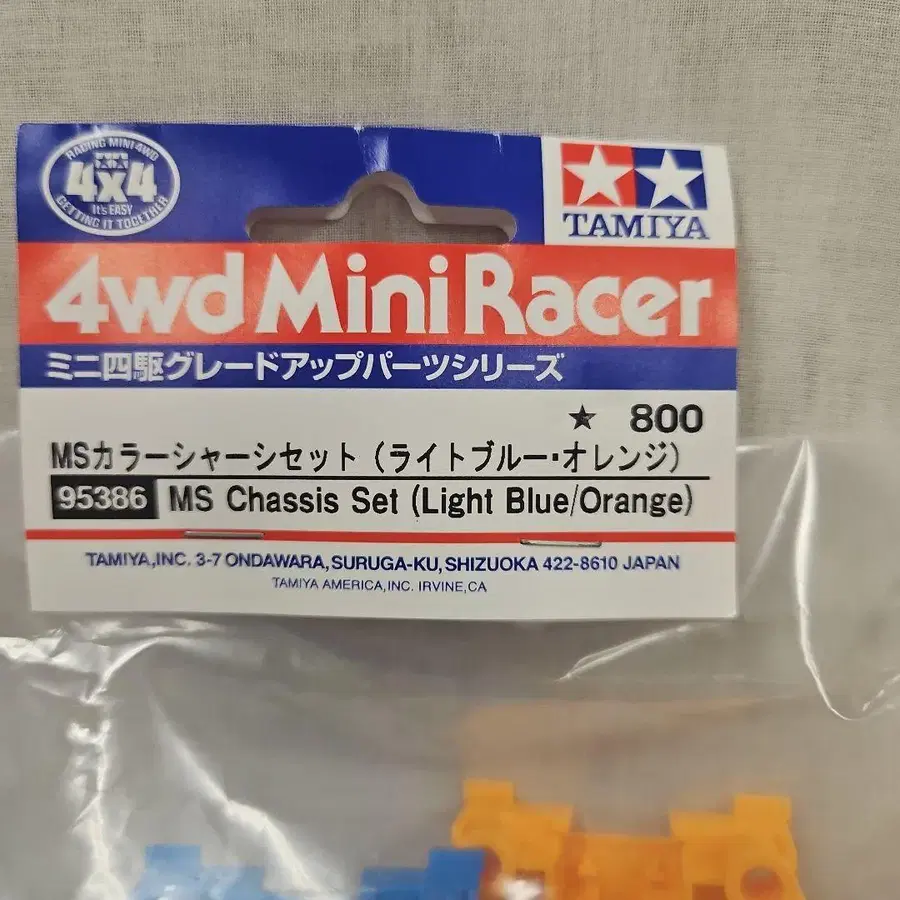 RACING MINI 4WD
4x4
It's EASY
GETTING IT TOGETHER
TAMIYA
4wd Mini Racer
ミニ四駆グレードアップパーツシリーズ
★ 800
MSカラーシャーシセット（ライトブルー・オレンジ）
95386 MS Chassis Set (Light Blue/Orange)
TAMIYA,INC. 3-7 ONDAWARA,SURUGA-KU,SHIZUOKA 422-8610 JAPAN
TAMIYA AMERICA,INC. IRVINE,CA